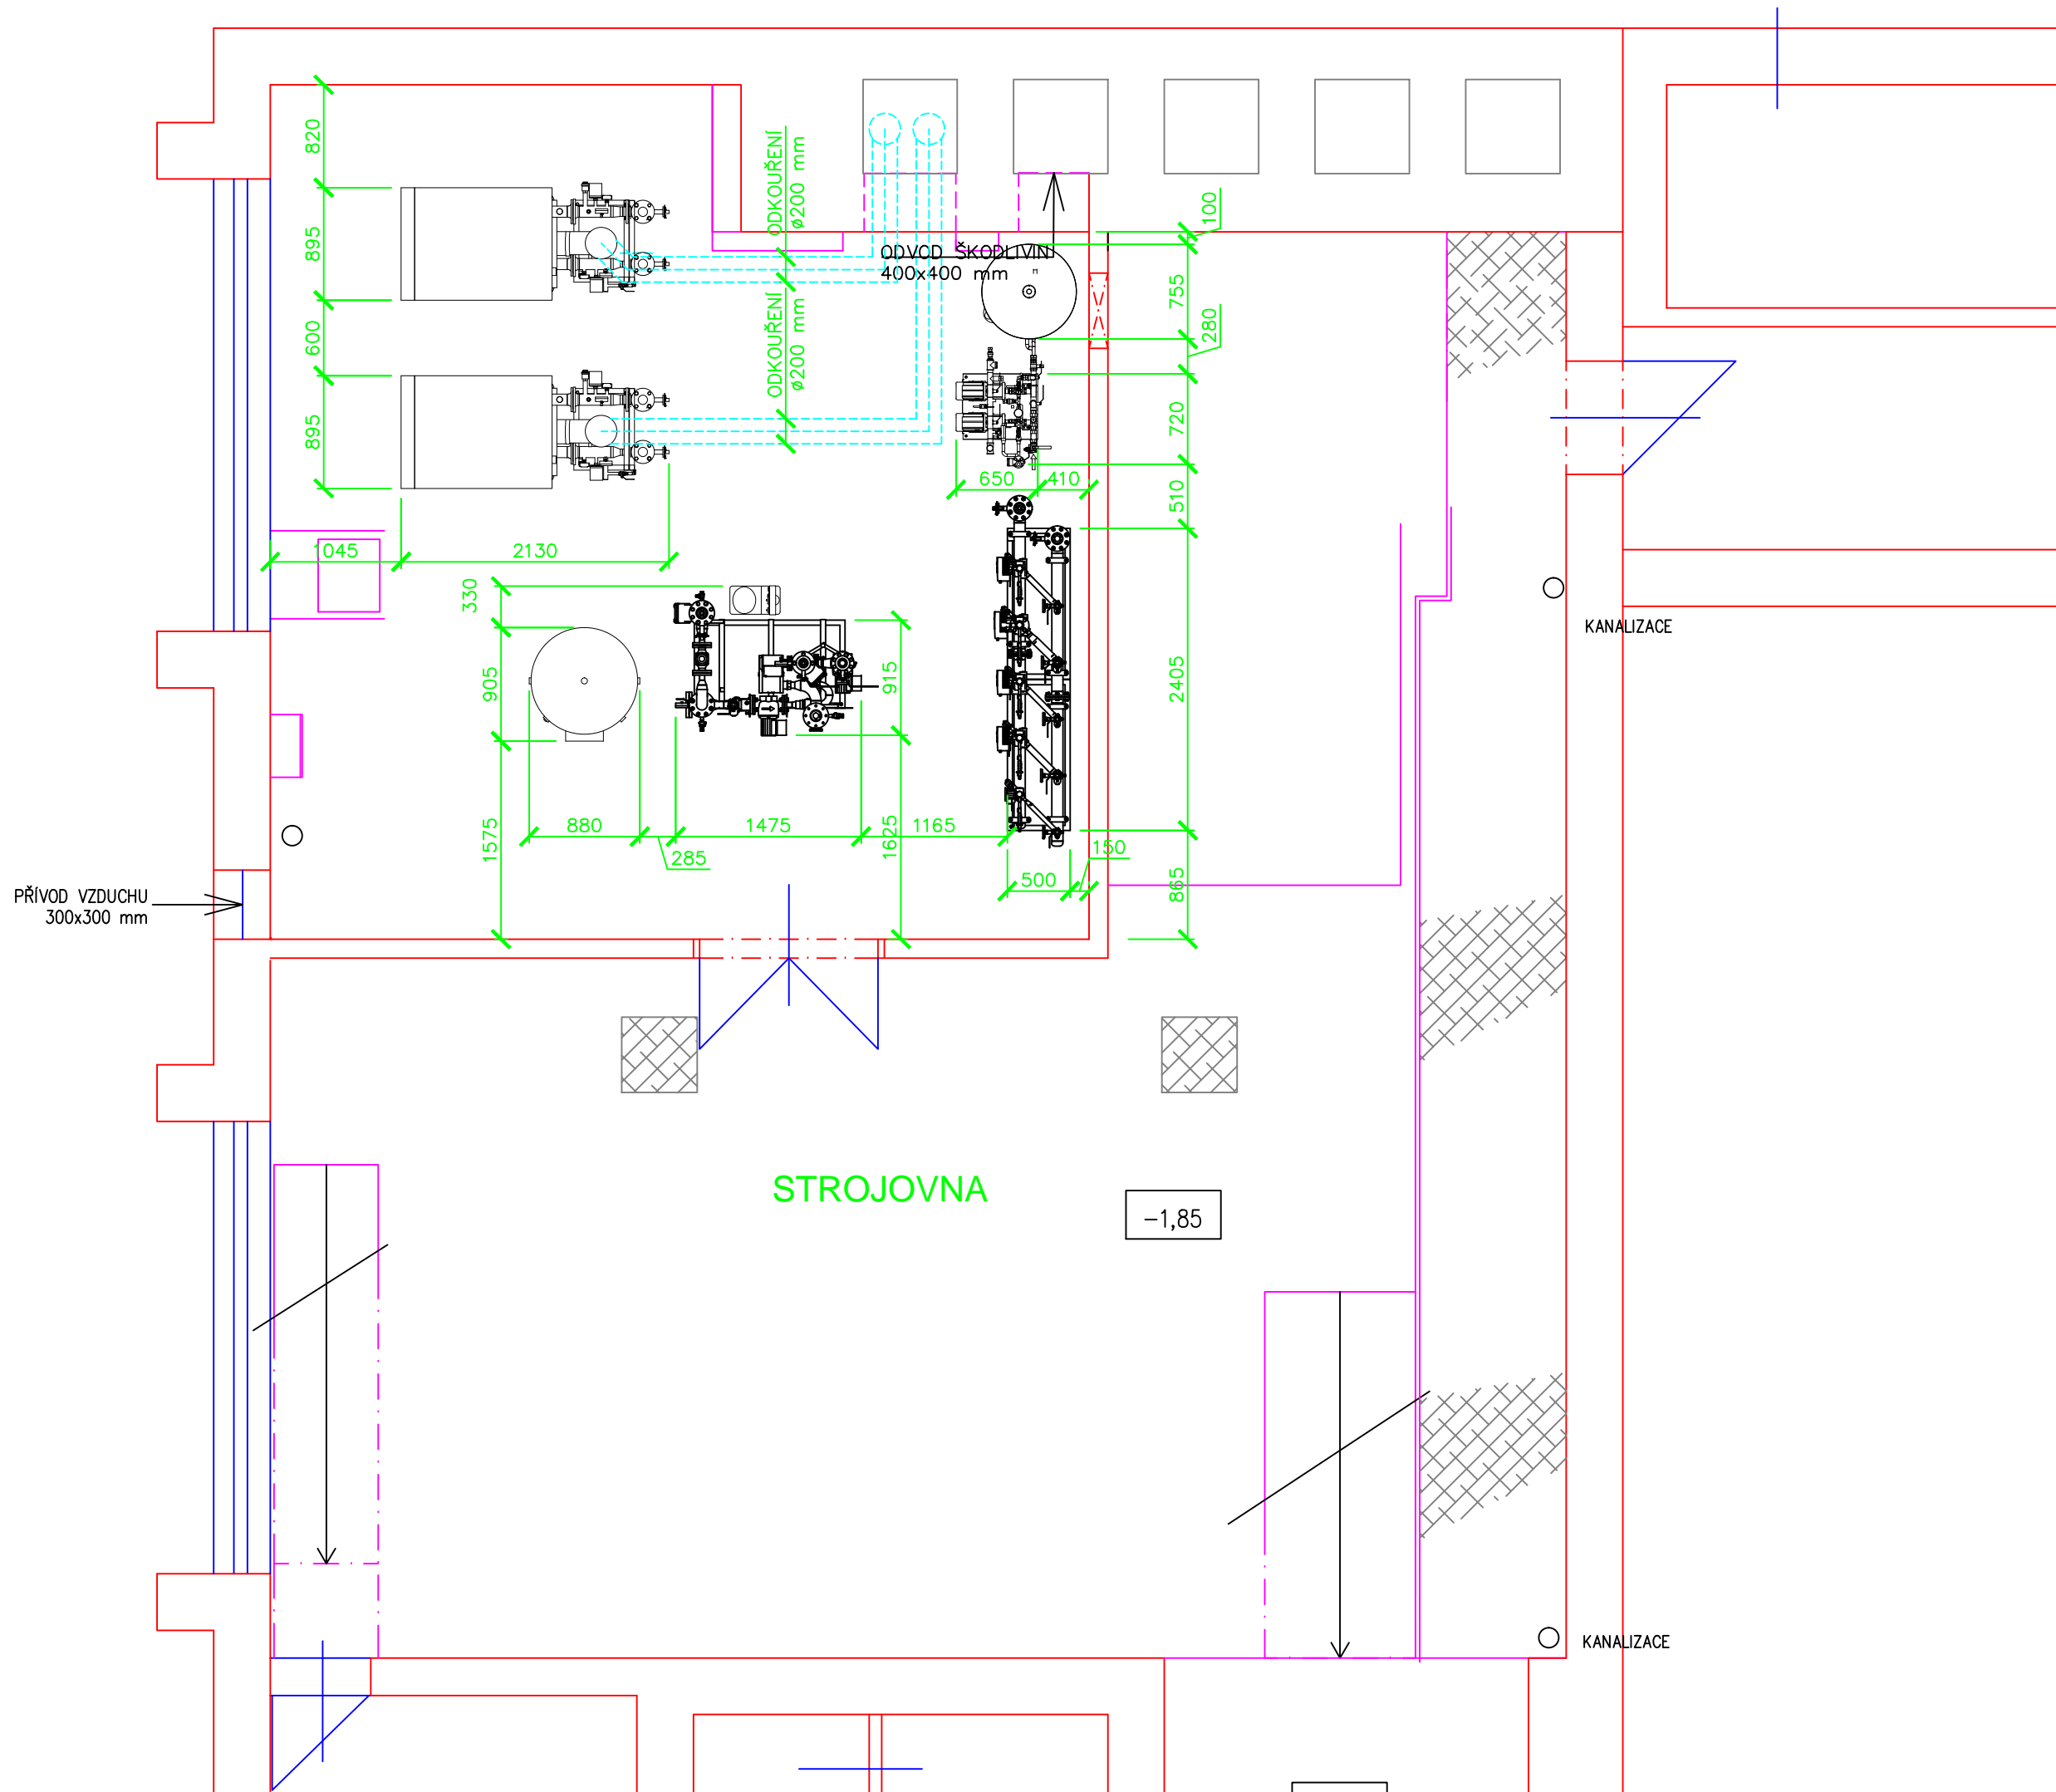 820
895
600
895
ODKOUŘENÍ
ø200 mm
ODKOUŘENÍ
ø200 mm
ODVOD ŠKODLIVIN
400x400 mm
100
755
280
720
650
410
510
1045
2130
330
905
915
2405
KANALIZACE
1575
880
285
1475
1625
1165
150
500
865
PŘÍVOD VZDUCHU
300x300 mm
STROJOVNA
-1,85
KANALIZACE